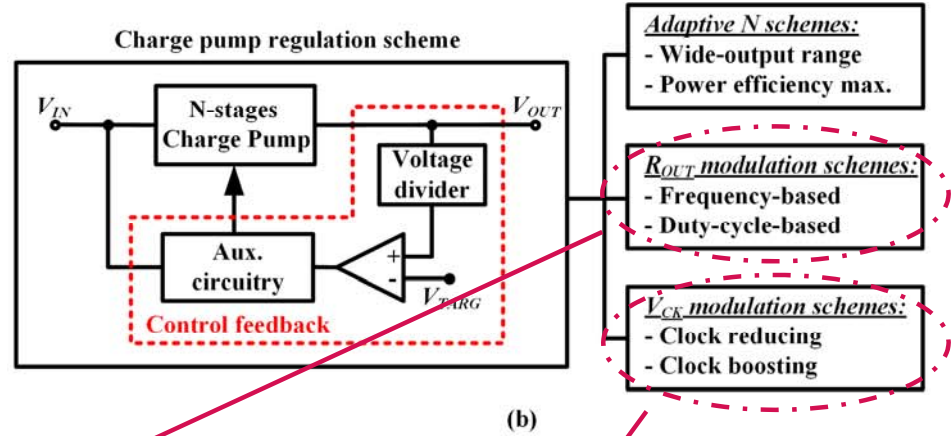 Charge pump regulation scheme
V_IN
N-stages
Charge Pump
V_OUT
Voltage
divider
Aux.
circuitry
+
-
V_TARG
Control feedback
Adaptive N schemes:
- Wide-output range
- Power efficiency max.
R_OUT modulation schemes:
- Frequency-based
- Duty-cycle-based
V_CK modulation schemes:
- Clock reducing
- Clock boosting
(b)